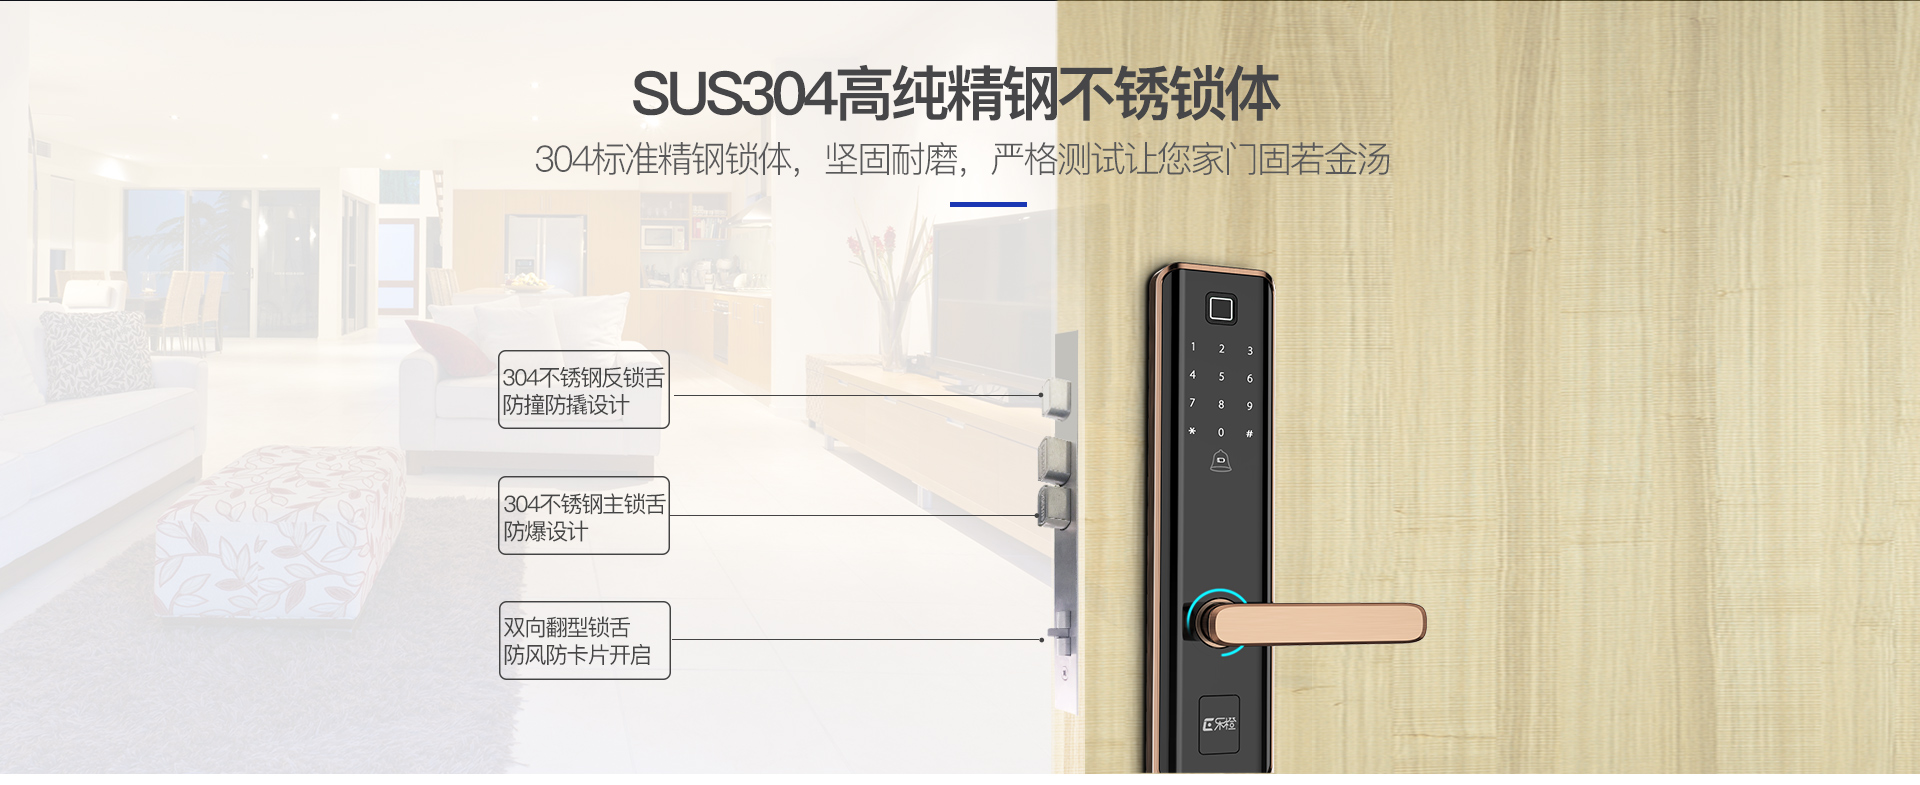 SUS304高纯精钢不锈锁体
304标准精钢锁体，坚固耐磨，严格测试让您家门固若金汤
304不锈钢反锁舌
防撞防撬设计
304不锈钢主锁舌
防爆设计
双向翻型锁舌
防风防卡片开启
1 2 3
4 5 6
7 8 9
* 0 #
乐橙